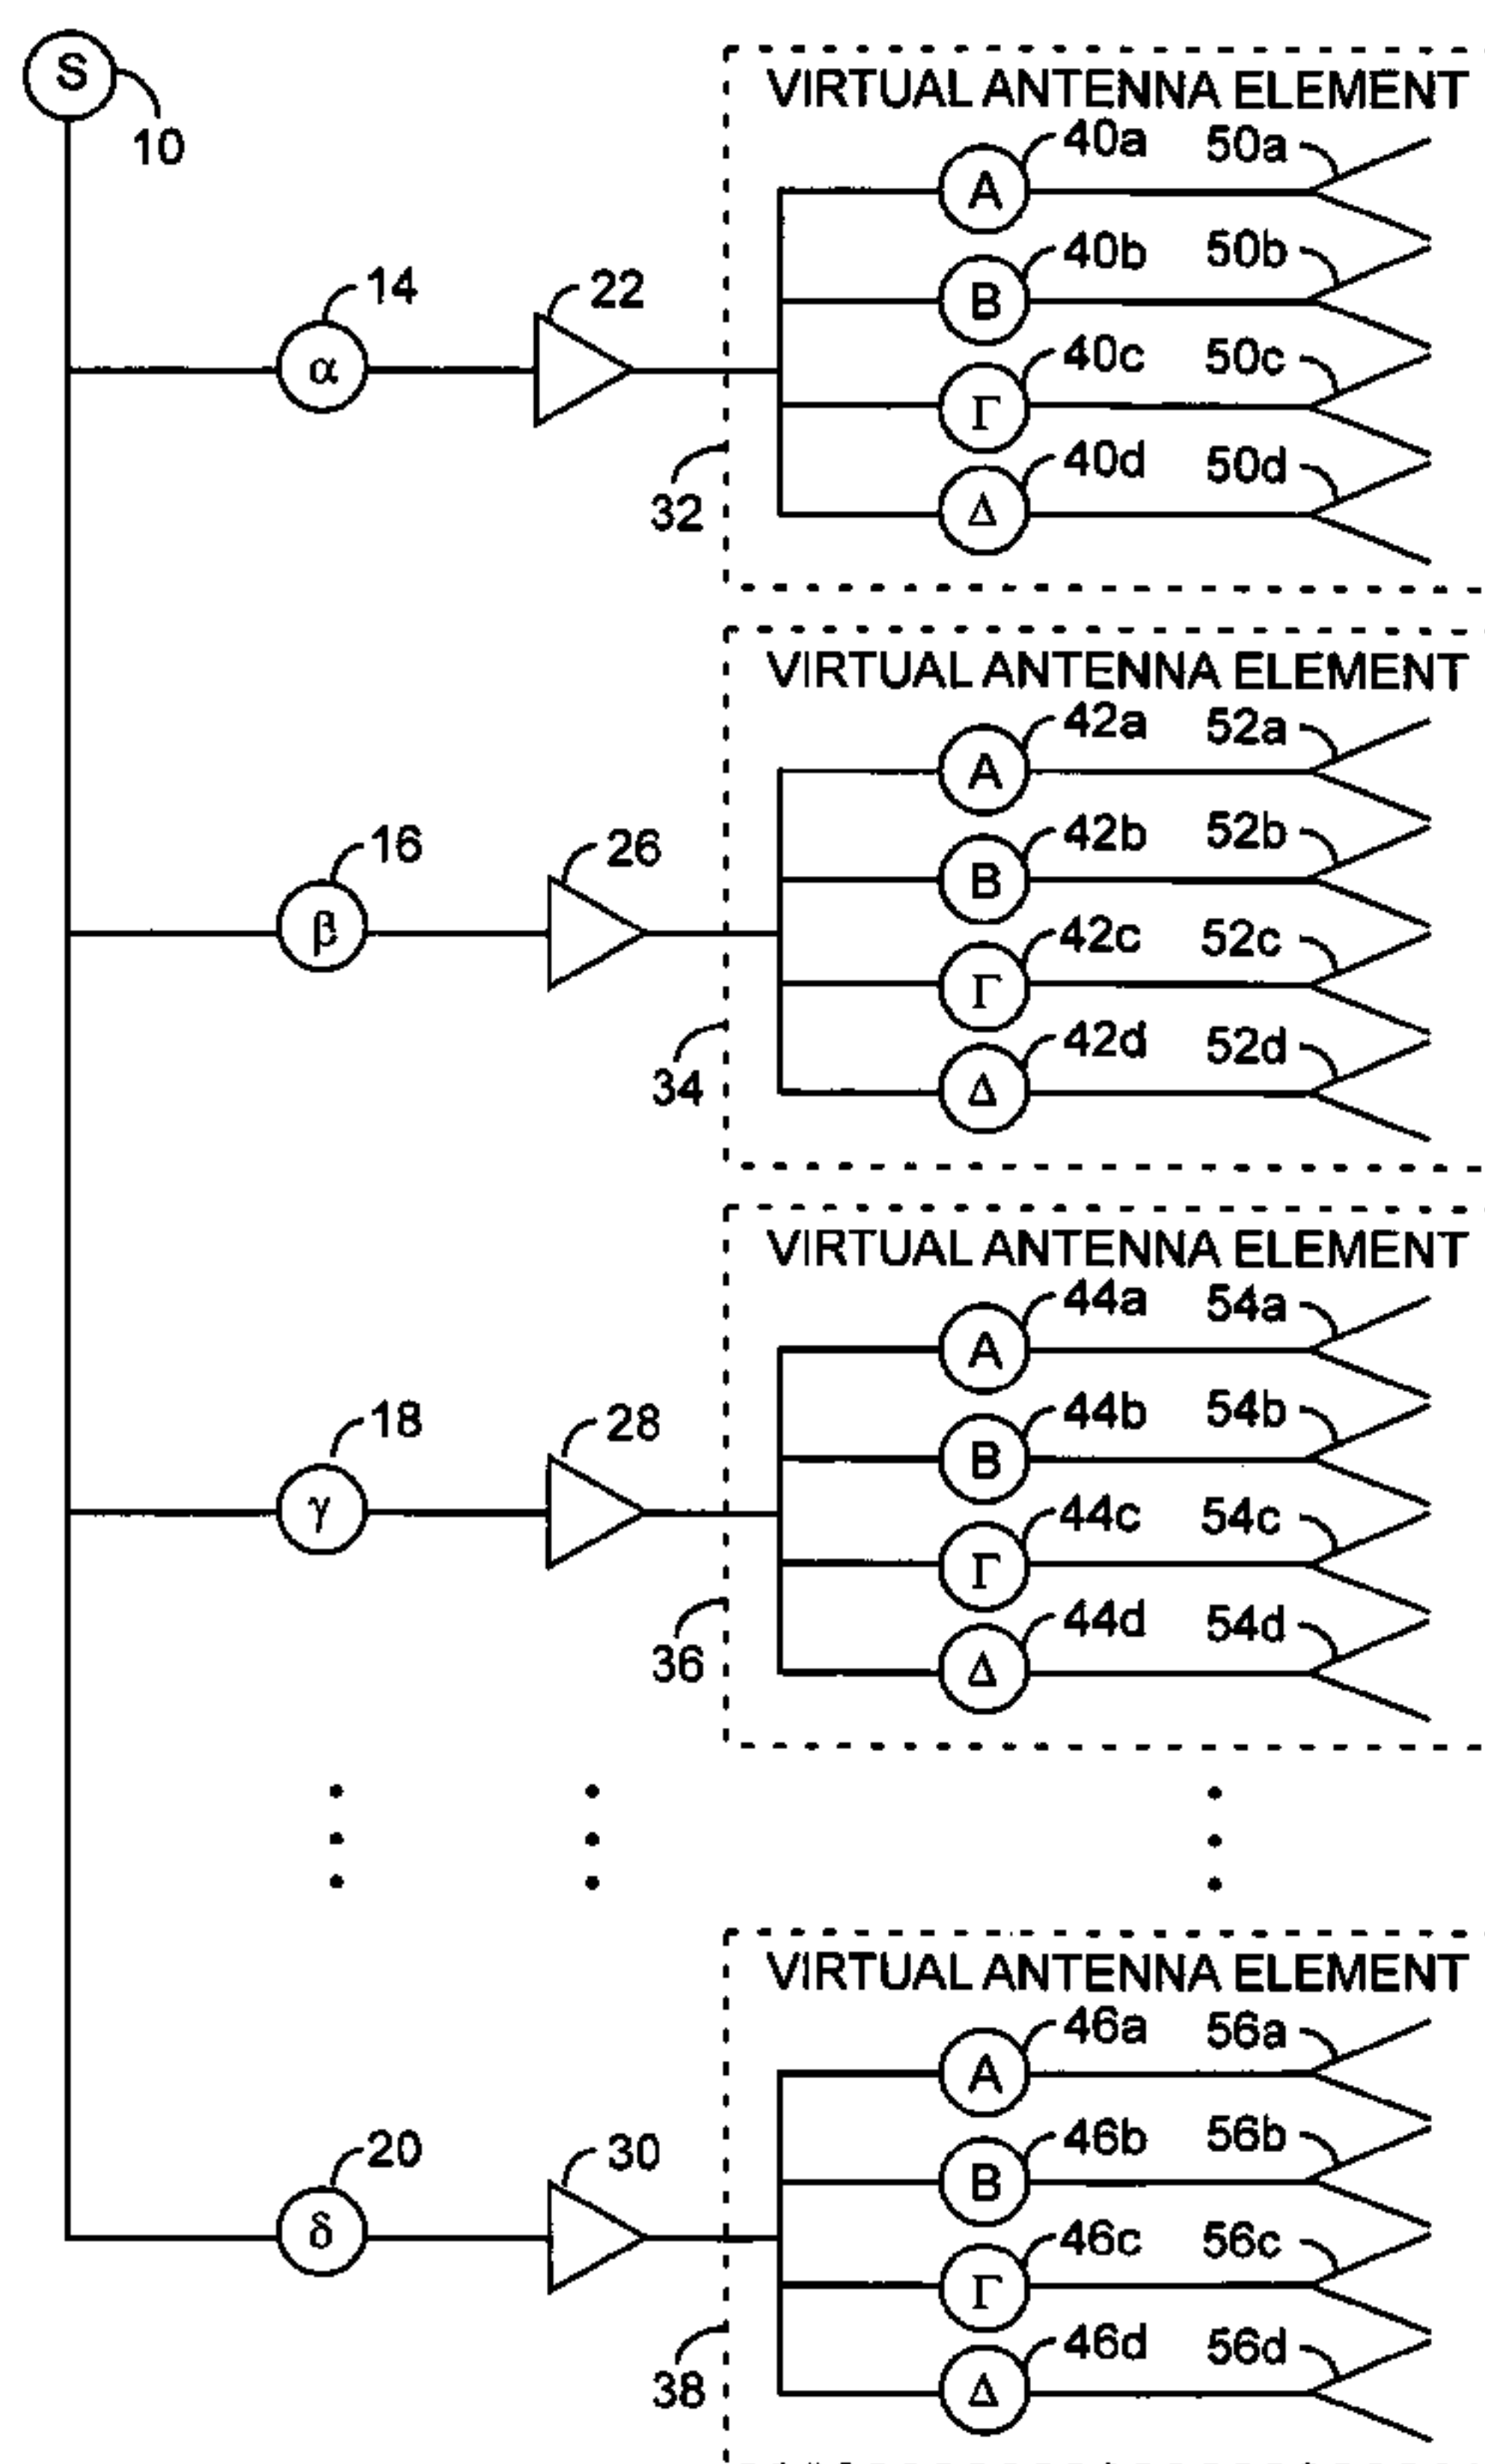 S
10
VIRTUAL ANTENNA ELEMENT
A 40a 50a
B 40b 50b
Γ 40c 50c
Δ 40d 50d
α 14 22
32
VIRTUAL ANTENNA ELEMENT
A 42a 52a
B 42b 52b
Γ 42c 52c
Δ 42d 52d
β 16 26
34
VIRTUAL ANTENNA ELEMENT
A 44a 54a
B 44b 54b
Γ 44c 54c
Δ 44d 54d
γ 18 28
36
VIRTUAL ANTENNA ELEMENT
A 46a 56a
B 46b 56b
Γ 46c 56c
Δ 46d 56d
δ 20 30
38